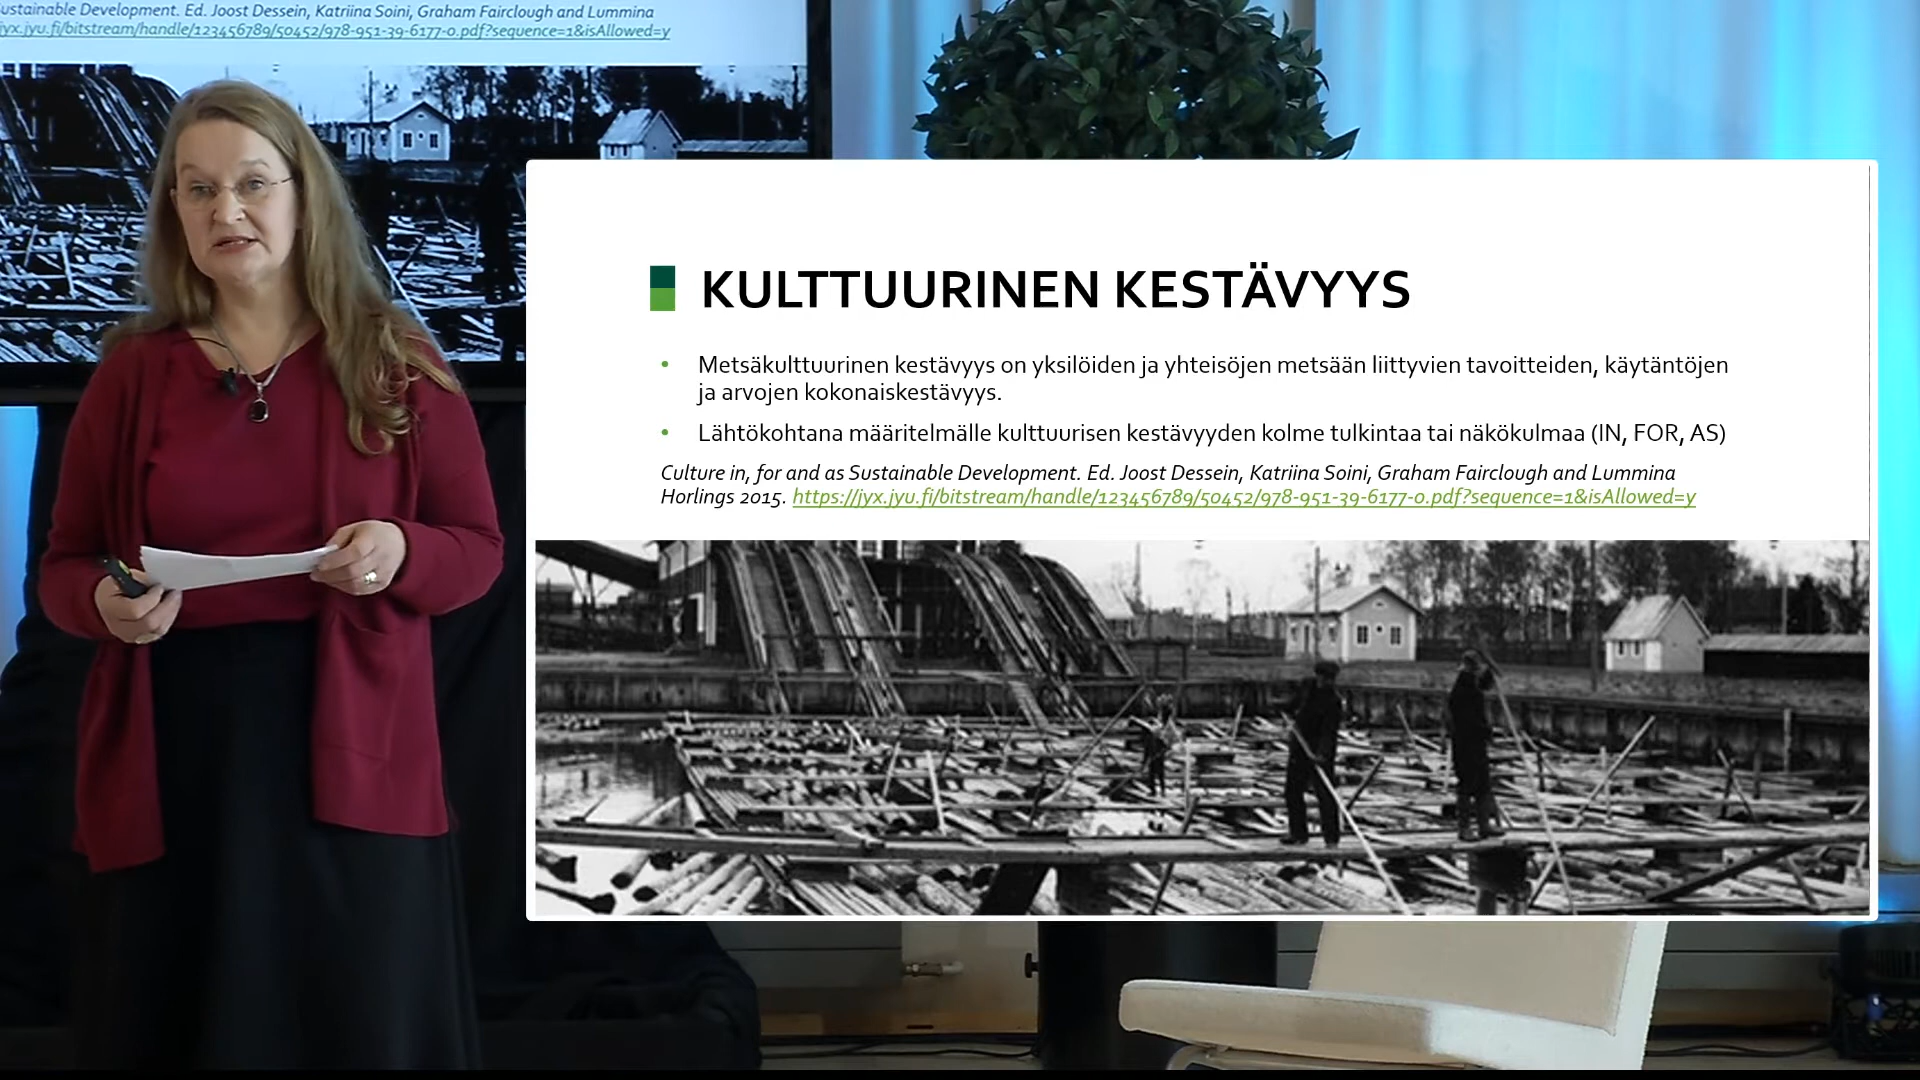 Sustainable Development. Ed. Joost Dessein, Katriina Soini, Graham Fairclough and Lummina
jyx.jyu.fi/bitstream/handle/123456789/50452/978-951-39-6177-0.pdf?sequence=1&isAllowed=y
KULTTUURINEN KESTÄVYYS
• Metsäkulttuurinen kestävyys on yksilöiden ja yhteisöjen metsään liittyvien tavoitteiden, käytäntöjen
ja arvojen kokonaiskestävyys.
• Lähtökohtana määritelmälle kulttuurisen kestävyyden kolme tulkintaa tai näkökulmaa (IN, FOR, AS)
Culture in, for and as Sustainable Development. Ed. Joost Dessein, Katriina Soini, Graham Fairclough and Lummina
Horlings 2015. https://jyx.jyu.fi/bitstream/handle/123456789/50452/978-951-39-6177-0.pdf?sequence=1&isAllowed=y